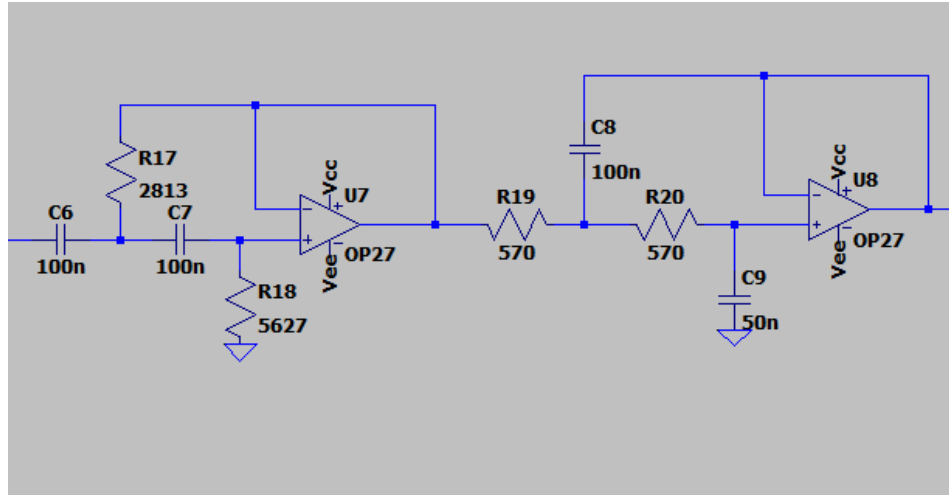 C8
100n
R17
2813
Vcc
U7
Vcc
U8
C6
100n
C7
100n
R19
570
R20
570
-
+
+
-
OP27
Vee
-
+
+
-
OP27
Vee
R18
5627
C9
50n